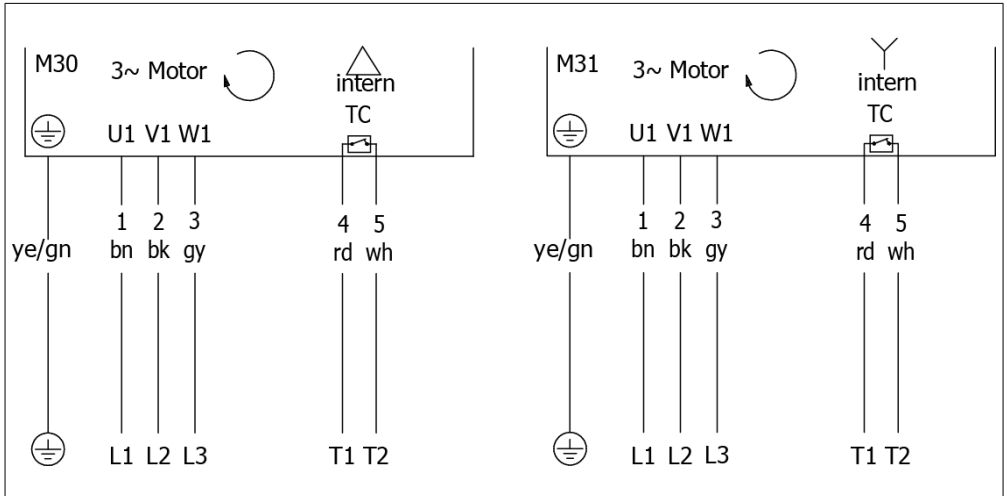 M30 3~ Motor intern
TC
U1 V1 W1
1 2 3 4 5
ye/gn bn bk gy rd wh
L1 L2 L3 T1 T2
M31 3~ Motor intern
TC
U1 V1 W1
1 2 3 4 5
ye/gn bn bk gy rd wh
L1 L2 L3 T1 T2